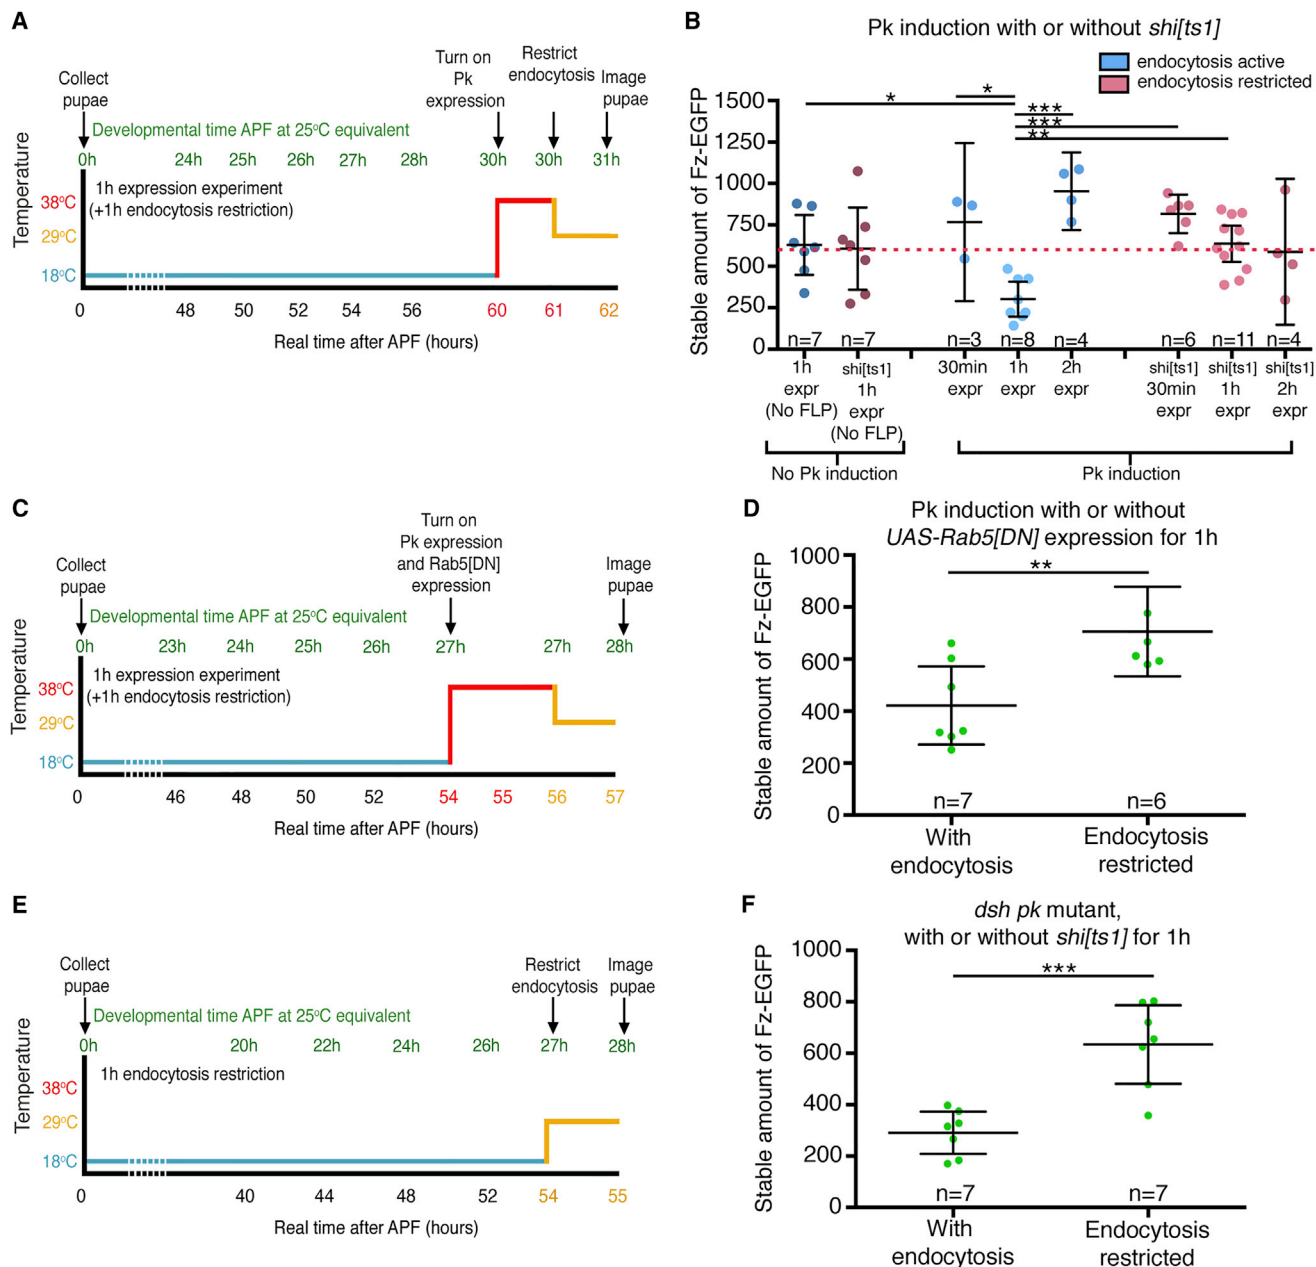 A
Collect
pupae
Turn on
Pk
expression
Restrict
endocytosis
Image
pupae
Developmental time APF at 25ºC equivalent
0h 24h 25h 26h 27h 28h 30h 30h 31h
Temperature
38ºC
29ºC
18ºC
1h expression experiment
(+1h endocytosis restriction)
0 48 50 52 54 56 60 61 62
Real time after APF (hours)
B
Pk induction with or without shi[ts1]
endocytosis active
endocytosis restricted
Stable amount of Fz-EGFP
1500
1250
1000
750
500
250
0
* * *** *** **
n=7 n=7 n=3 n=8 n=4 n=6 n=11 n=4
1h
expr
(No FLP)
shi[ts1]
1h
expr
(No FLP)
30min
expr
1h
expr
2h
expr
shi[ts1]
30min
expr
shi[ts1]
1h
expr
shi[ts1]
2h
expr
No Pk induction
Pk induction
C
Collect
pupae
Turn on
Pk expression
and Rab5[DN]
expression
Image
pupae
Developmental time APF at 25ºC equivalent
0h 23h 24h 25h 26h 27h 27h 28h
Temperature
38ºC
29ºC
18ºC
1h expression experiment
(+1h endocytosis restriction)
0 46 48 50 52 54 55 56 57
Real time after APF (hours)
D
Pk induction with or without
UAS-Rab5[DN] expression for 1h
Stable amount of Fz-EGFP
1000
800
600
400
200
0
**
n=7 n=6
With
endocytosis
Endocytosis
restricted
E
Collect
pupae
Restrict
endocytosis
Image
pupae
Developmental time APF at 25ºC equivalent
0h 20h 22h 24h 26h 27h 28h
Temperature
38ºC
29ºC
18ºC
1h endocytosis restriction
0 40 44 48 52 54 55
Real time after APF (hours)
F
dsh pk mutant,
with or without shi[ts1] for 1h
Stable amount of Fz-EGFP
1000
800
600
400
200
0
***
n=7 n=7
With
endocytosis
Endocytosis
restricted